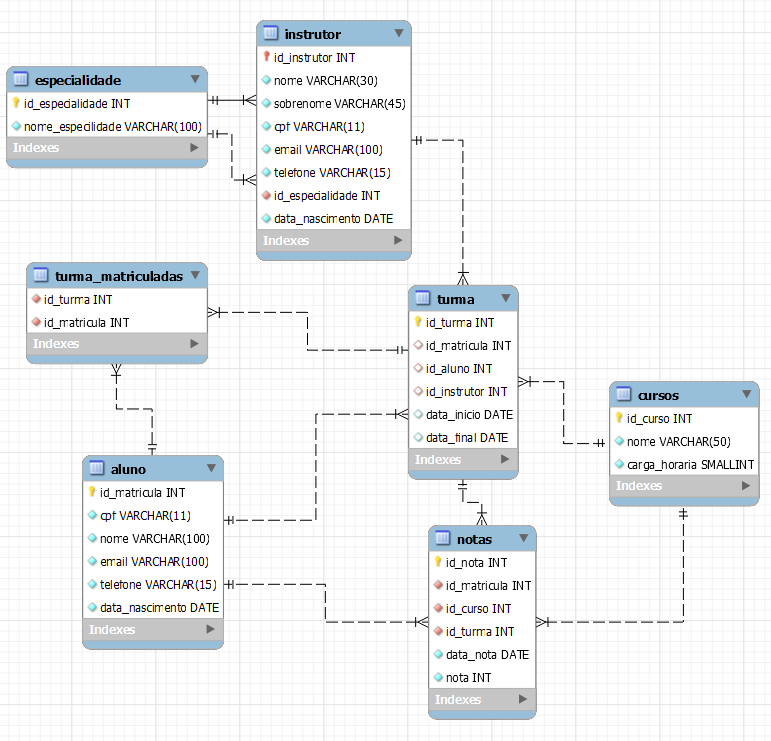 instrutor
id_instrutor INT
nome VARCHAR(30)
sobrenome VARCHAR(45)
cpf VARCHAR(11)
email VARCHAR(100)
telefone VARCHAR(15)
id_especialidade INT
data_nascimento DATE
Indexes
especialidade
id_especialidade INT
nome_especilidade VARCHAR(100)
Indexes
turma_matriculadas
id_turma INT
id_matricula INT
Indexes
turma
id_turma INT
id_matricula INT
id_aluno INT
id_instrutor INT
data_inicio DATE
data_final DATE
Indexes
cursos
id_curso INT
nome VARCHAR(50)
carga_horaria SMALLINT
Indexes
aluno
id_matricula INT
cpf VARCHAR(11)
nome VARCHAR(100)
email VARCHAR(100)
telefone VARCHAR(15)
data_nascimento DATE
Indexes
notas
id_nota INT
id_matricula INT
id_curso INT
id_turma INT
data_nota DATE
nota INT
Indexes